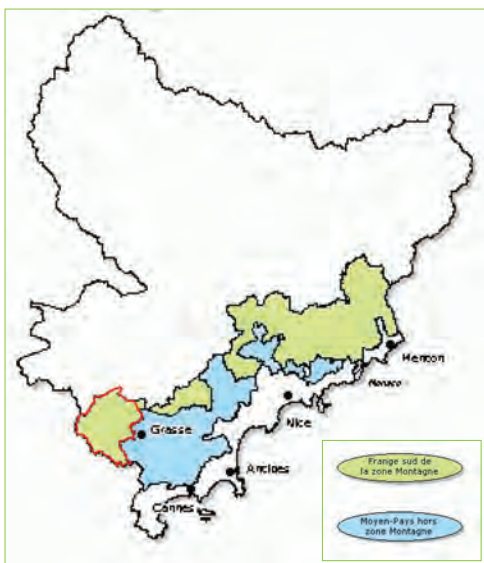 Menton
Monaco
Nice
Grasse
Antibes
Cannes
Frange sud de
la zone Montagne
Moyen-Pays hors
zone Montagne